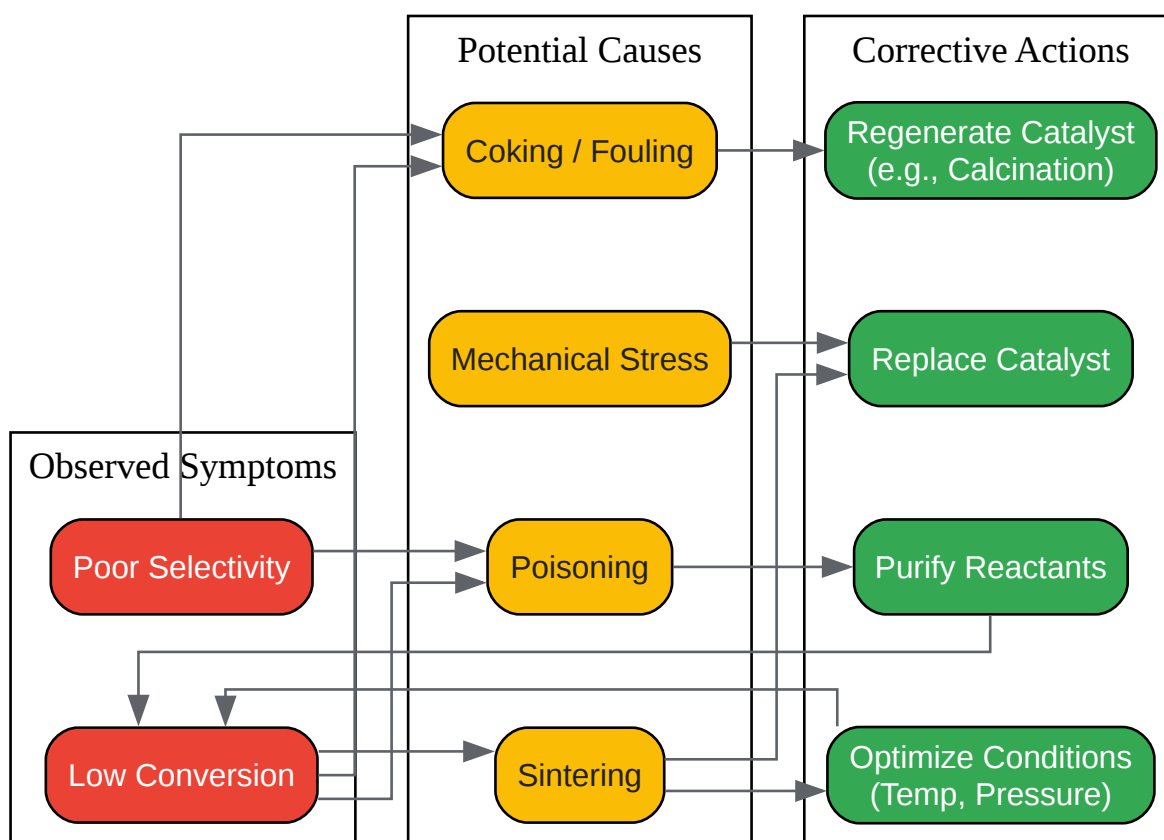 Potential Causes
Corrective Actions
Coking / Fouling
Regenerate Catalyst
(e.g., Calcination)
Mechanical Stress
Replace Catalyst
Observed Symptoms
Poor Selectivity
Poisoning
Purify Reactants
Low Conversion
Sintering
Optimize Conditions
(Temp, Pressure)